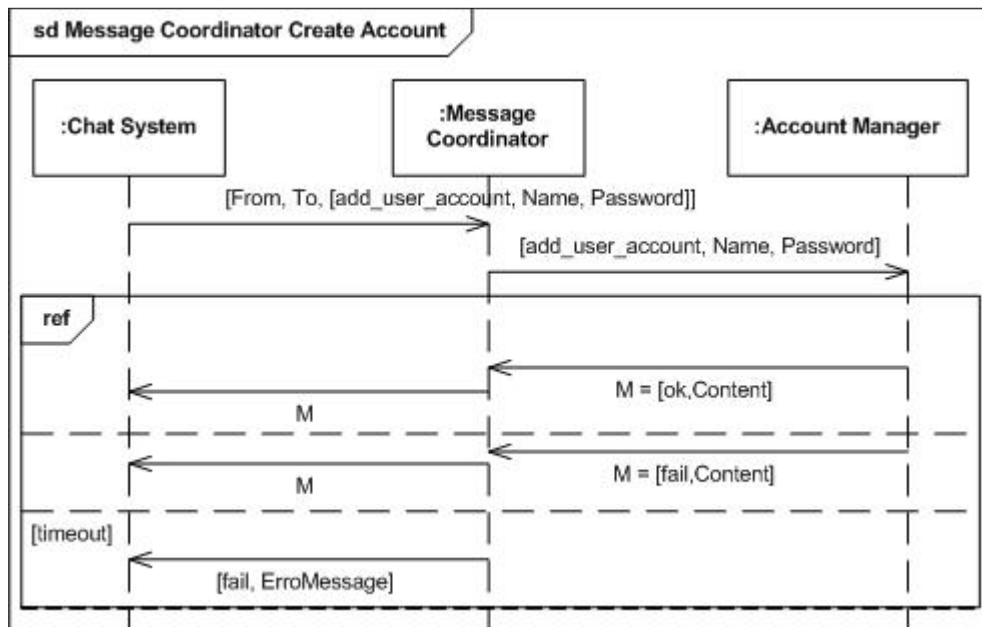 sd Message Coordinator Create Account
:Chat System
:Message
Coordinator
:Account Manager
[From, To, [add_user_account, Name, Password]]
[add_user_account, Name, Password]
ref
M = [ok,Content]
M
M = [fail,Content]
M
[timeout]
[fail, ErroMessage]